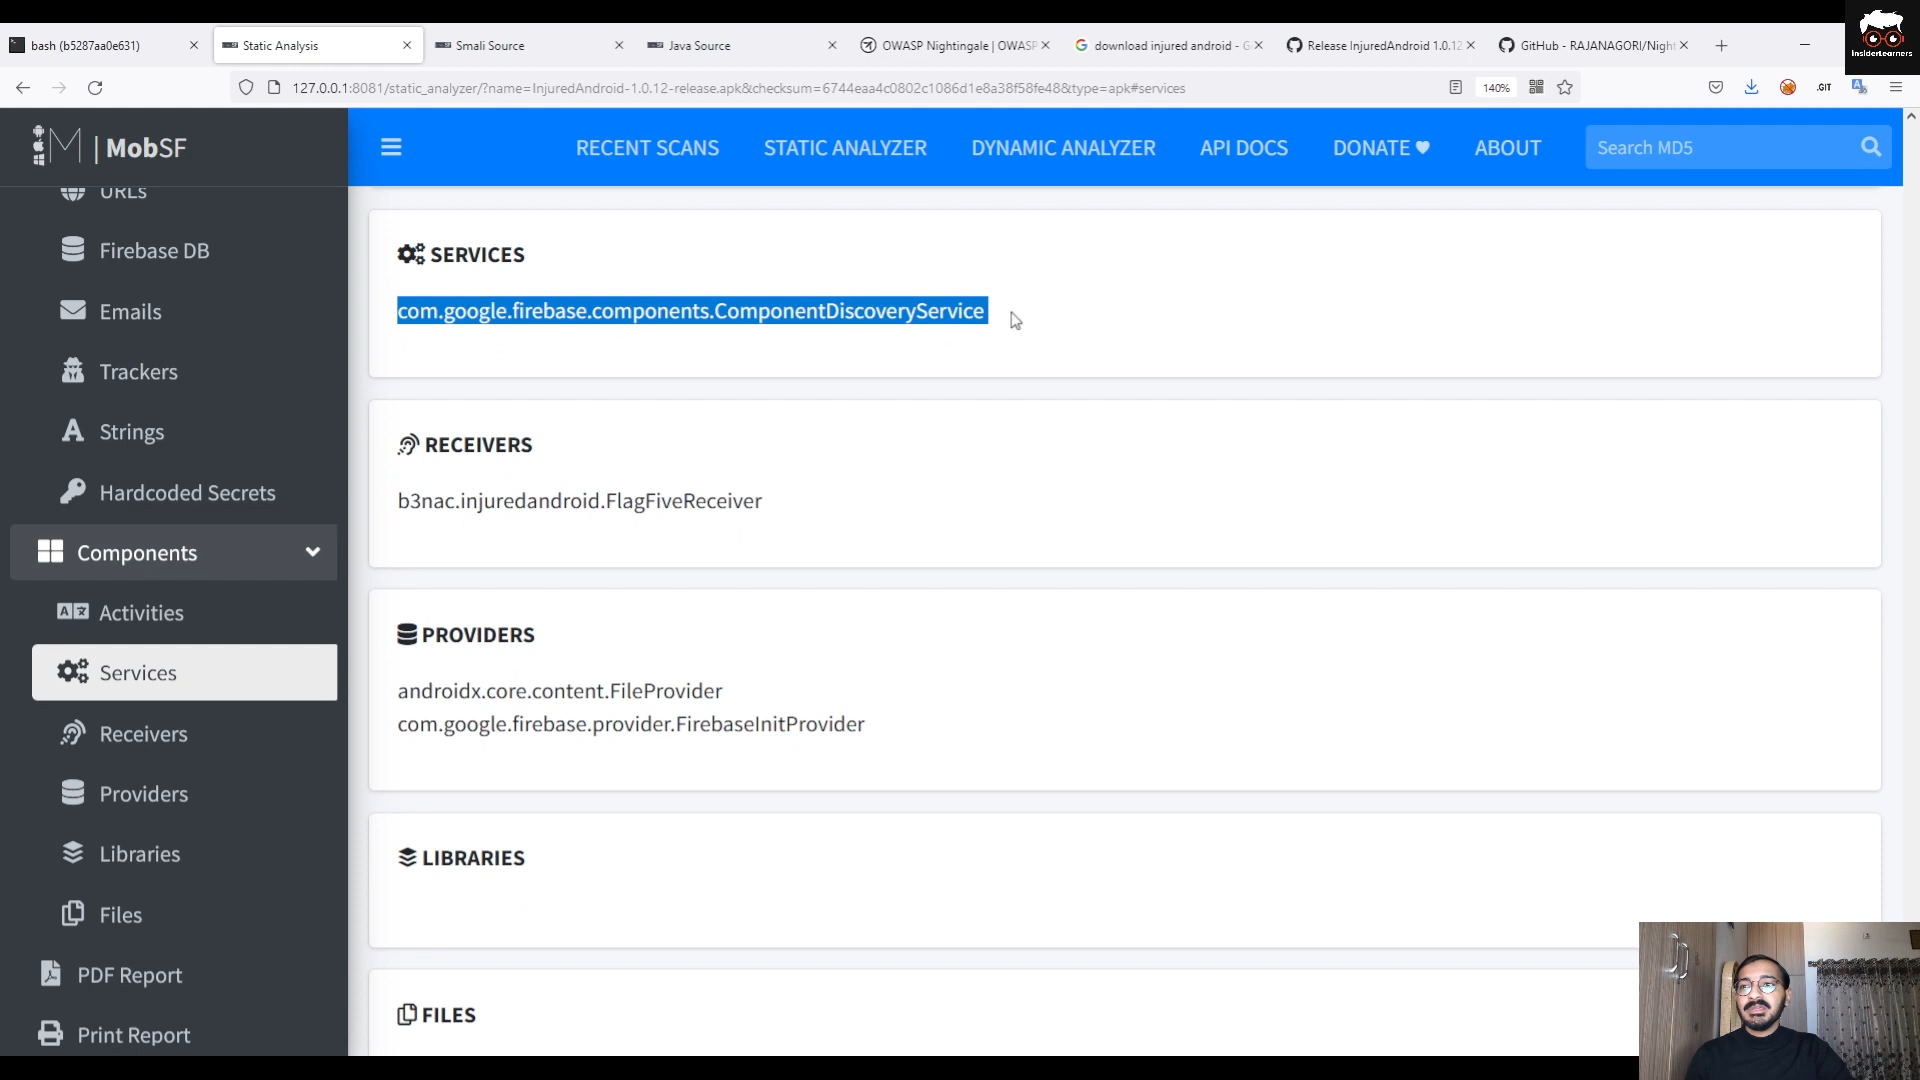 bash (b5287aa0e631)
Static Analysis
Smali Source
Java Source
OWASP Nightingale | OWASP
download injured android - G
Release InjuredAndroid 1.0.12
GitHub - RAJANAGORI/Night
InsiderLearners
127.0.0.1:8081/static_analyzer/?name=InjuredAndroid-1.0.12-release.apk&checksum=6744eaa4c0802c1086d1e8a38f58fe48&type=apk#services
140%
.GIT
M | MobSF
RECENT SCANS
STATIC ANALYZER
DYNAMIC ANALYZER
API DOCS
DONATE
ABOUT
Search MD5
URLs
Firebase DB
Emails
Trackers
Strings
Hardcoded Secrets
Components
Activities
Services
Receivers
Providers
Libraries
Files
PDF Report
Print Report
SERVICES
com.google.firebase.components.ComponentDiscoveryService
RECEIVERS
b3nac.injuredandroid.FlagFiveReceiver
PROVIDERS
androidx.core.content.FileProvider
com.google.firebase.provider.FirebaseInitProvider
LIBRARIES
FILES